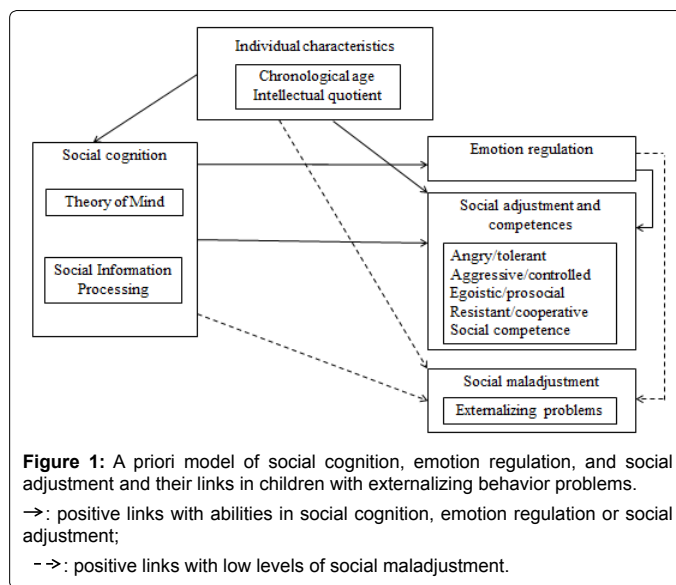 Individual characteristics
Chronological age
Intellectual quotient
Social cognition
Theory of Mind
Social Information
Processing
Emotion regulation
Social adjustment and
competences
Angry/tolerant
Aggressive/controlled
Egoistic/prosocial
Resistant/cooperative
Social competence
Social maladjustment
Externalizing problems
Figure 1: A priori model of social cognition, emotion regulation, and social
adjustment and their links in children with externalizing behavior problems.
→: positive links with abilities in social cognition, emotion regulation or social
adjustment;
-->: positive links with low levels of social maladjustment.